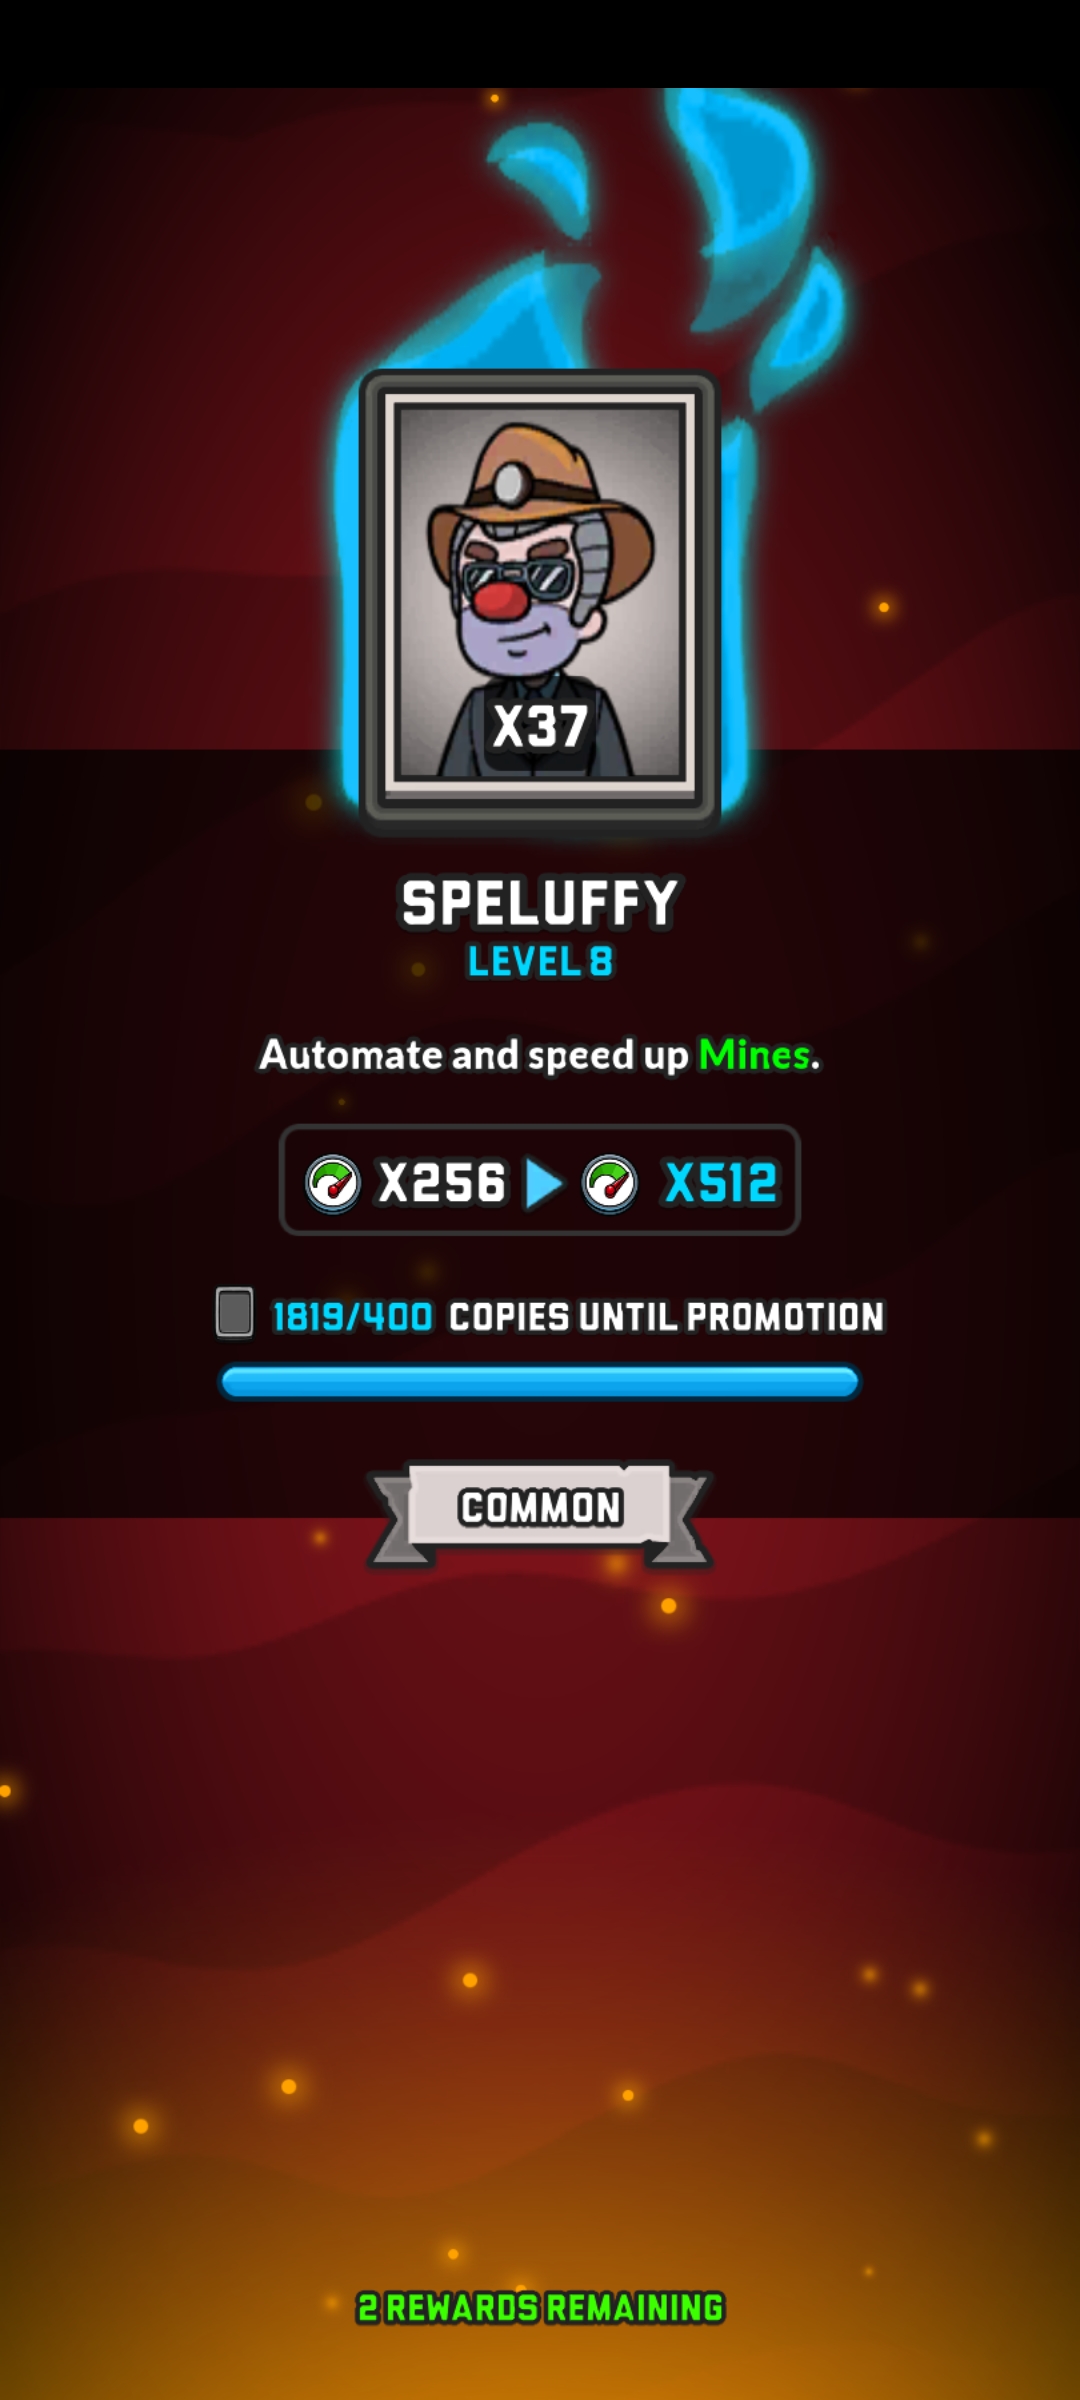 X37
SPELUFFY
LEVEL 8
Automate and speed up Mines.
X256 X512
1819/400 COPIES UNTIL PROMOTION
COMMON
2 REWARDS REMAINING